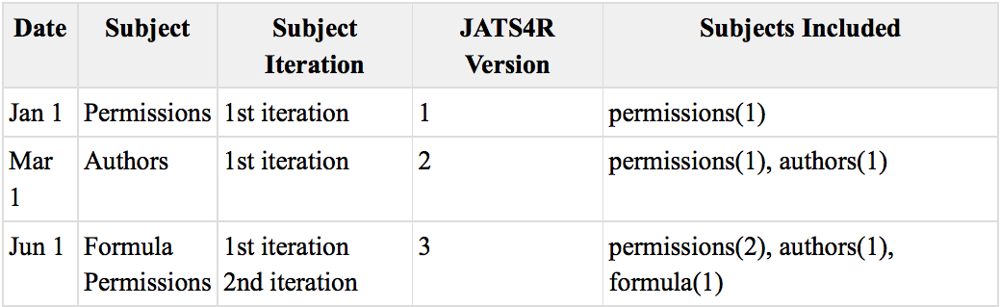 Date Subject Subject Iteration JATS4R Version Subjects Included
Jan 1 Permissions 1st iteration 1 permissions(1)
Mar 1 Authors 1st iteration 2 permissions(1), authors(1)
Jun 1 Formula 1st iteration 3 permissions(2), authors(1),
Permissions 2nd iteration formula(1)